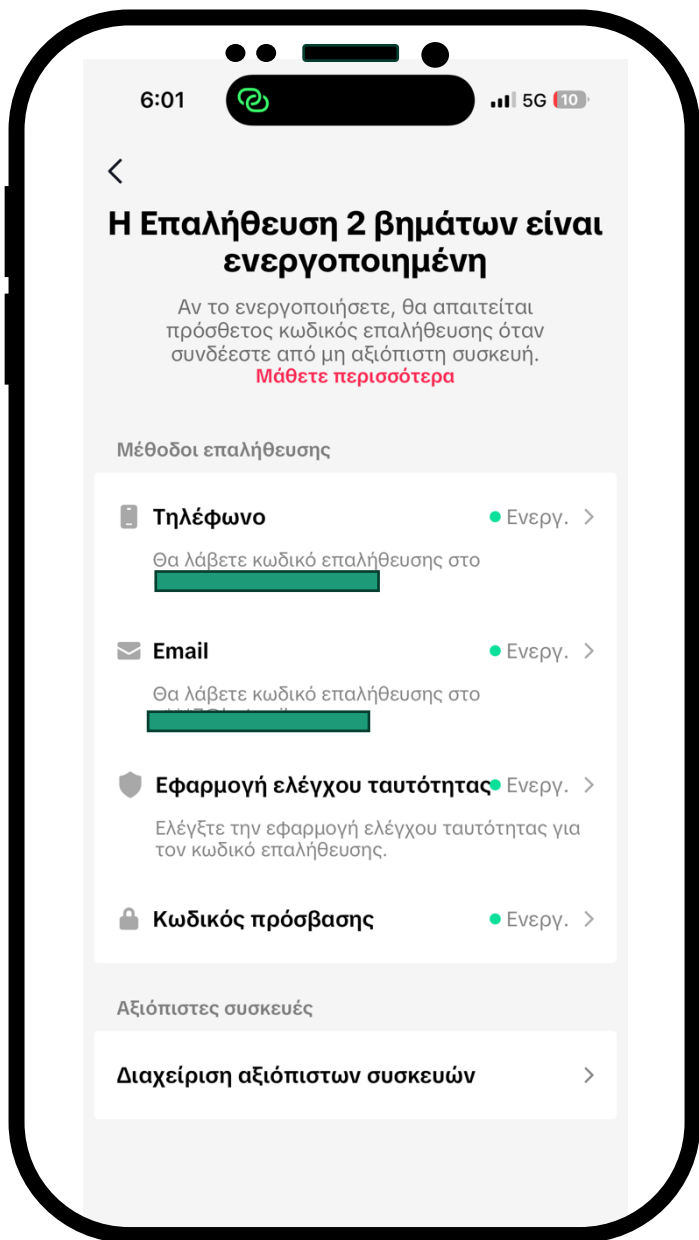 6:01
5G 10
Η Επαλήθευση 2 βημάτων είναι
ενεργοποιημένη
Αν το ενεργοποιήσετε, θα απαιτείται
πρόσθετος κωδικός επαλήθευσης όταν
συνδέεστε από μη αξιόπιστη συσκευή.
Μάθετε περισσότερα
Μέθοδοι επαλήθευσης
Τηλέφωνο Ενεργ.
Θα λάβετε κωδικό επαλήθευσης στο
Email Ενεργ.
Θα λάβετε κωδικό επαλήθευσης στο
Εφαρμογή ελέγχου ταυτότητας Ενεργ.
Ελέγξτε την εφαρμογή ελέγχου ταυτότητας για
τον κωδικό επαλήθευσης.
Κωδικός πρόσβασης Ενεργ.
Αξιόπιστες συσκευές
Διαχείριση αξιόπιστων συσκευών